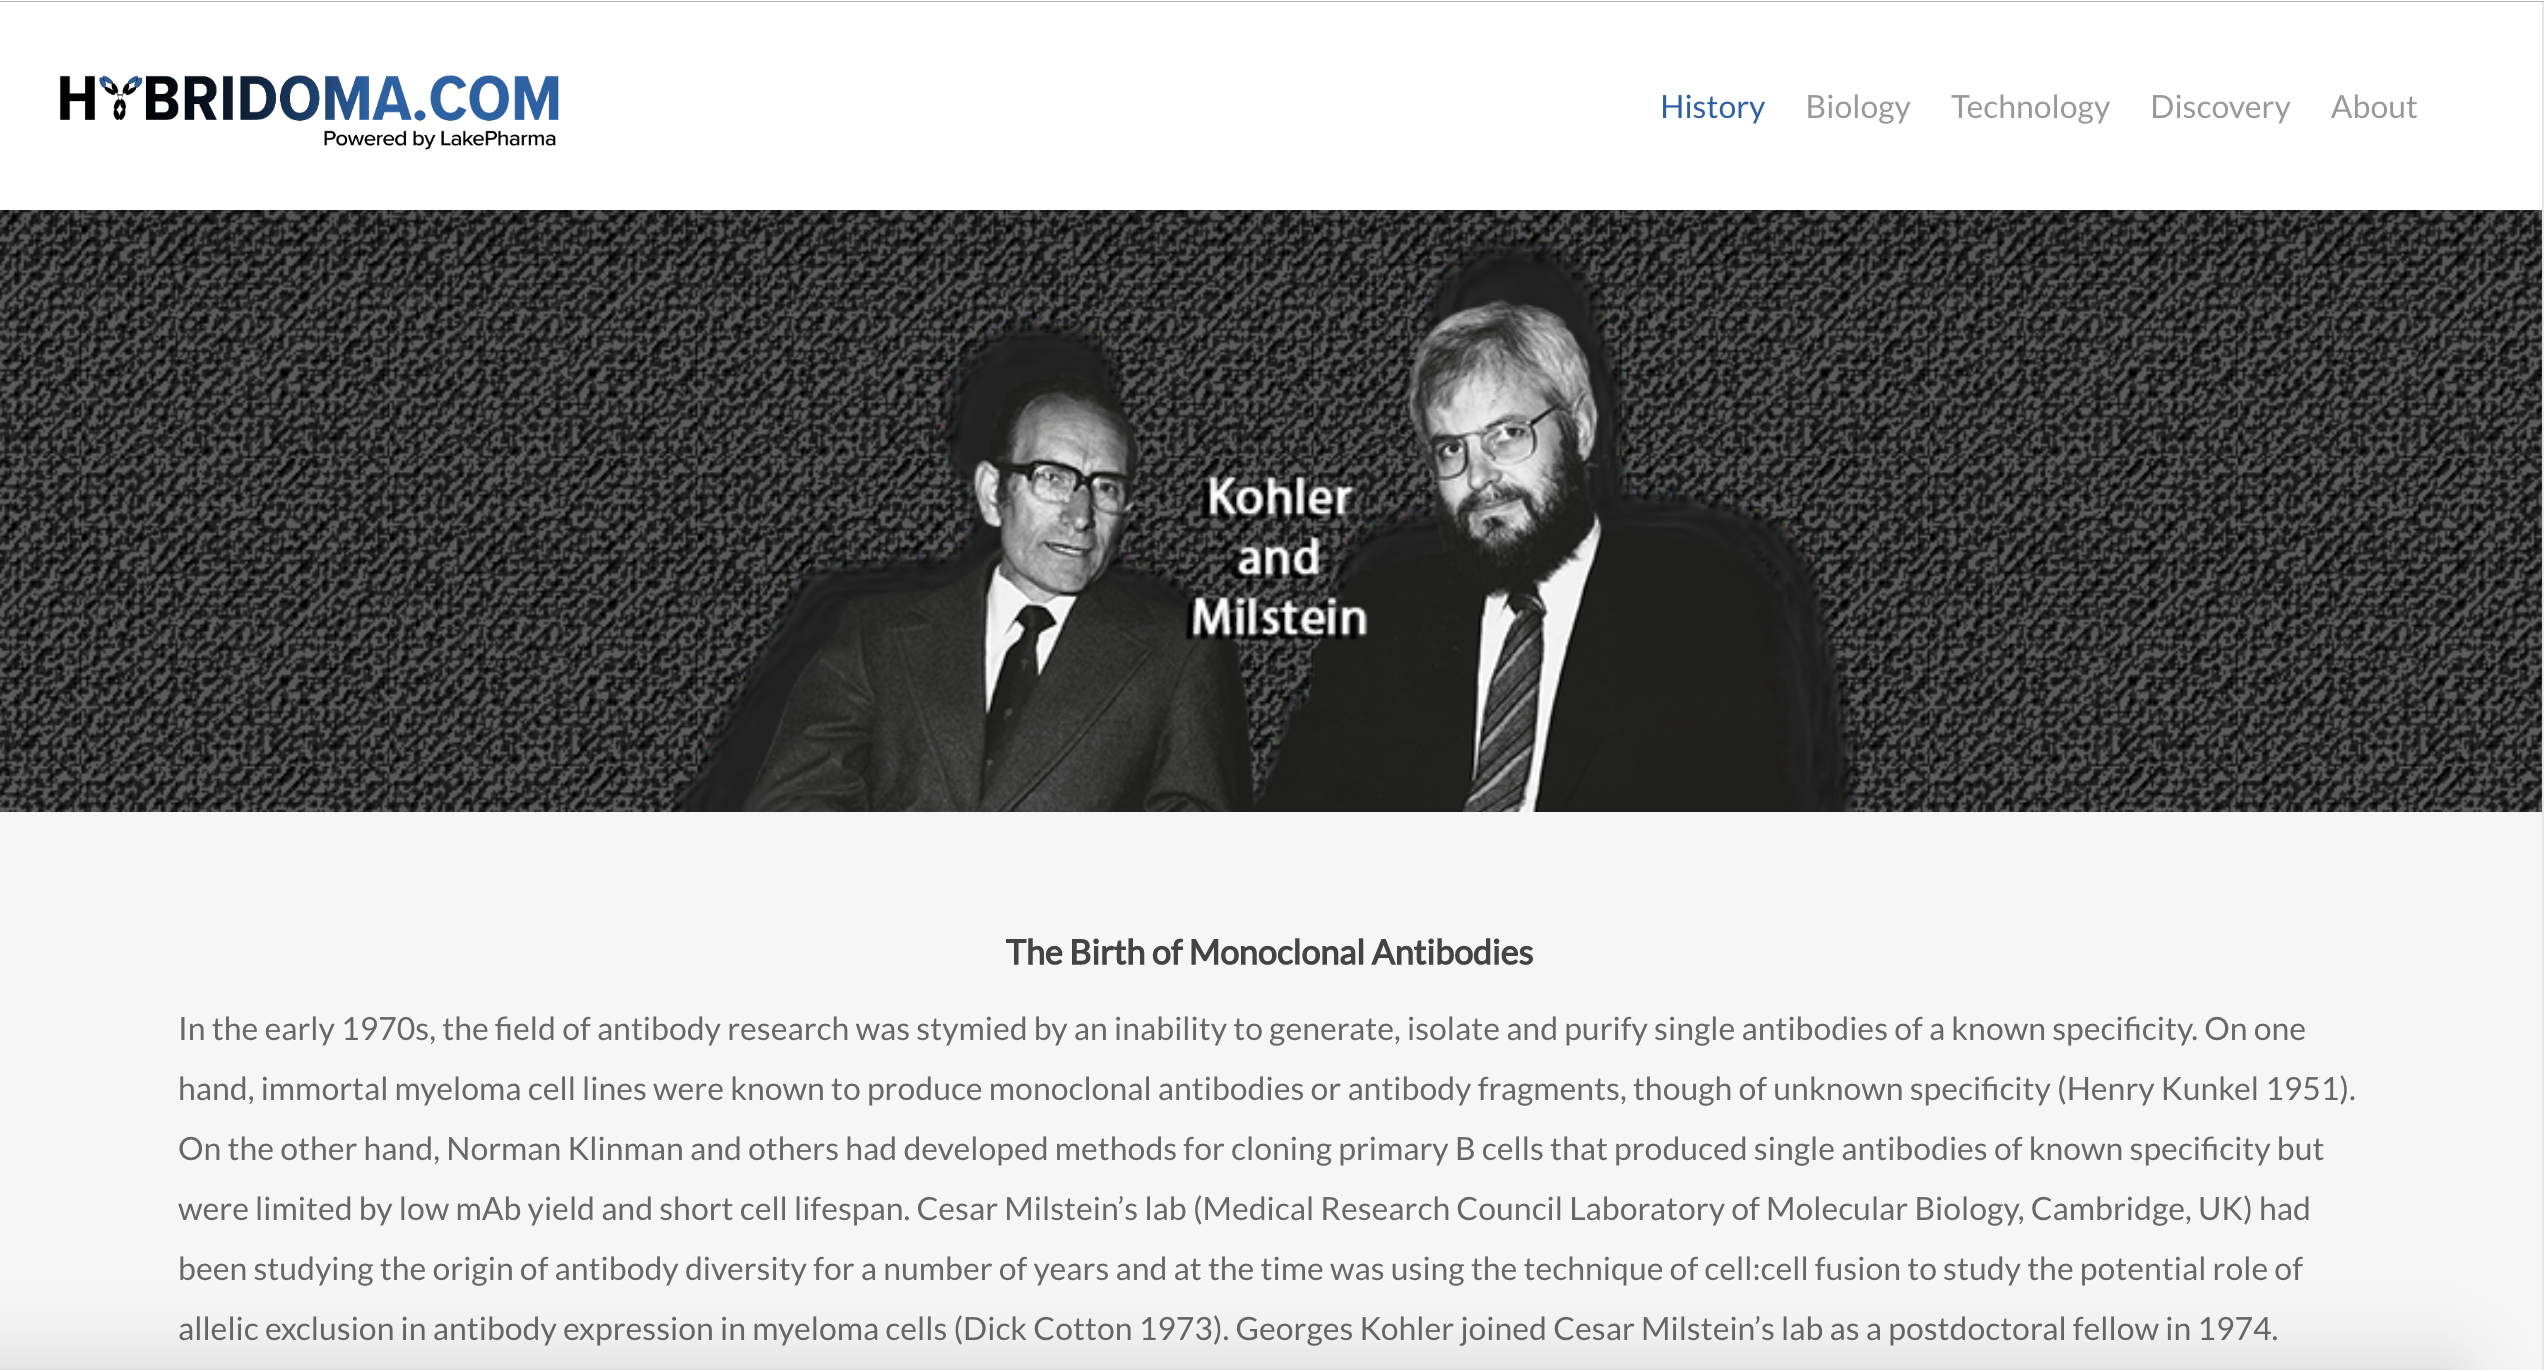 HYBRIDOMA.COM
Powered by LakePharma
History Biology Technology Discovery About
Kohler
and
Milstein
The Birth of Monoclonal Antibodies
In the early 1970s, the field of antibody research was stymied by an inability to generate, isolate and purify single antibodies of a known specificity. On one
hand, immortal myeloma cell lines were known to produce monoclonal antibodies or antibody fragments, though of unknown specificity (Henry Kunkel 1951).
On the other hand, Norman Klinman and others had developed methods for cloning primary B cells that produced single antibodies of known specificity but
were limited by low mAb yield and short cell lifespan. Cesar Milstein’s lab (Medical Research Council Laboratory of Molecular Biology, Cambridge, UK) had
been studying the origin of antibody diversity for a number of years and at the time was using the technique of cell:cell fusion to study the potential role of
allelic exclusion in antibody expression in myeloma cells (Dick Cotton 1973). Georges Kohler joined Cesar Milstein’s lab as a postdoctoral fellow in 1974.